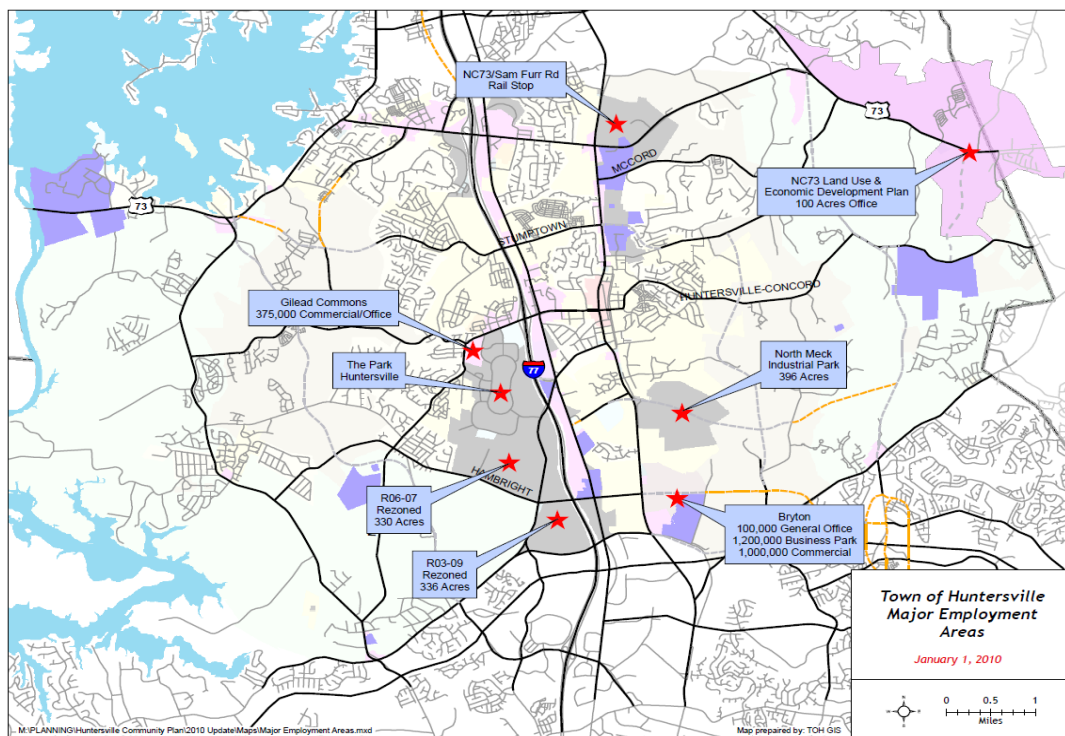 NC73/Sam Furr Rd
Rail Stop
73
MCCORD
NC73 Land Use &
Economic Development Plan
100 Acres Office
73
STUMPTOWN
HUNTERSVILLE-CONCORD
Gilead Commons
375,000 Commercial/Office
The Park
Huntersville
77
North Meck
Industrial Park
396 Acres
HAMBRIGHT
R06-07
Rezoned
330 Acres
Bryton
100,000 General Office
1,200,000 Business Park
1,000,000 Commercial
R03-09
Rezoned
336 Acres
Town of Huntersville
Major Employment
Areas
January 1, 2010
0 0.5 1
Miles
M:\PLANNING\Huntersville Community Plan\2010 Update\Maps\Major Employment Areas.mxd
Map prepaired by: TOH GIS